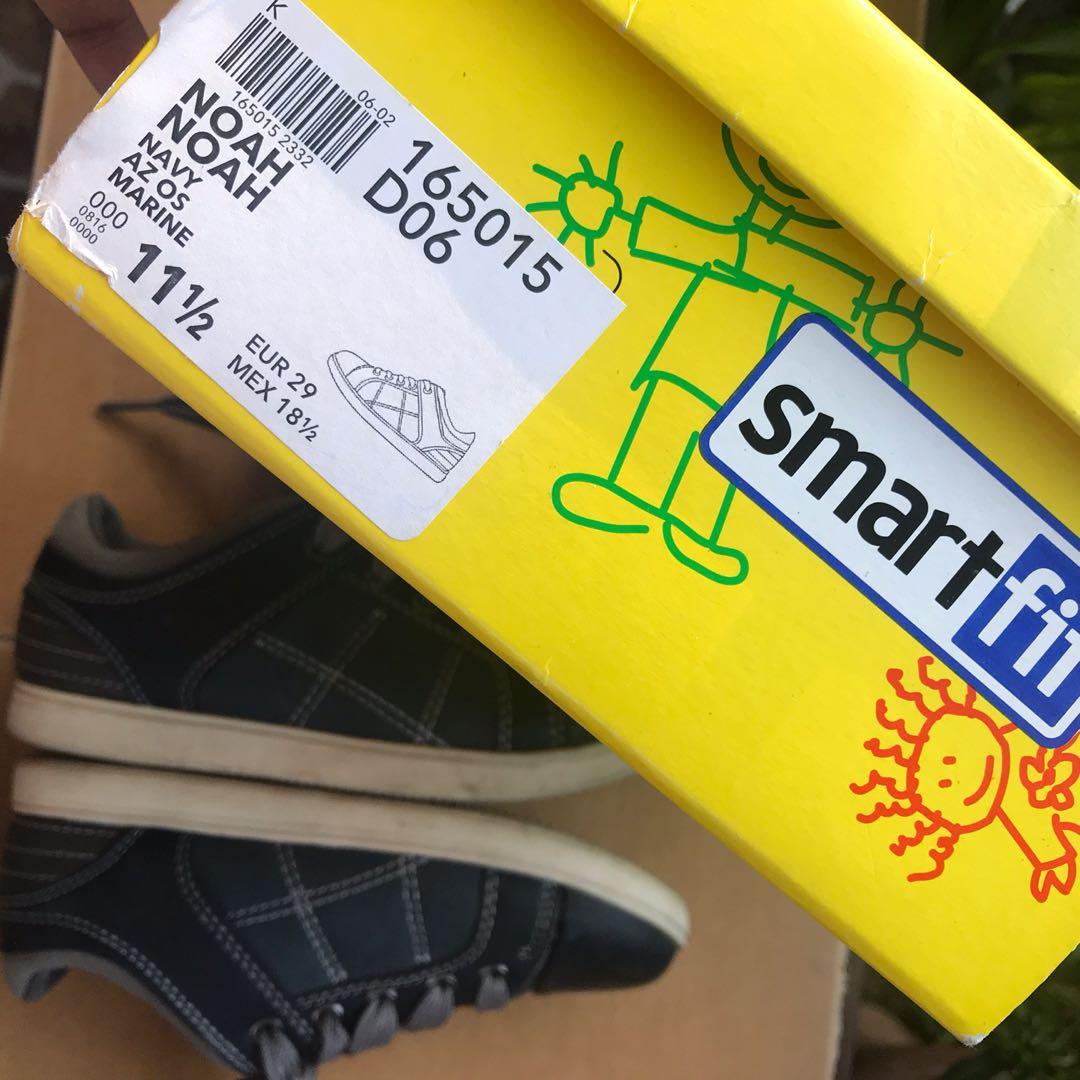 K
06-02
165015 2332
165015
D06
NOAH
NOAH
NAVY
AZ OS
MARINE
000
0816
0000
11½
EUR 29
MEX 18½
smartfit